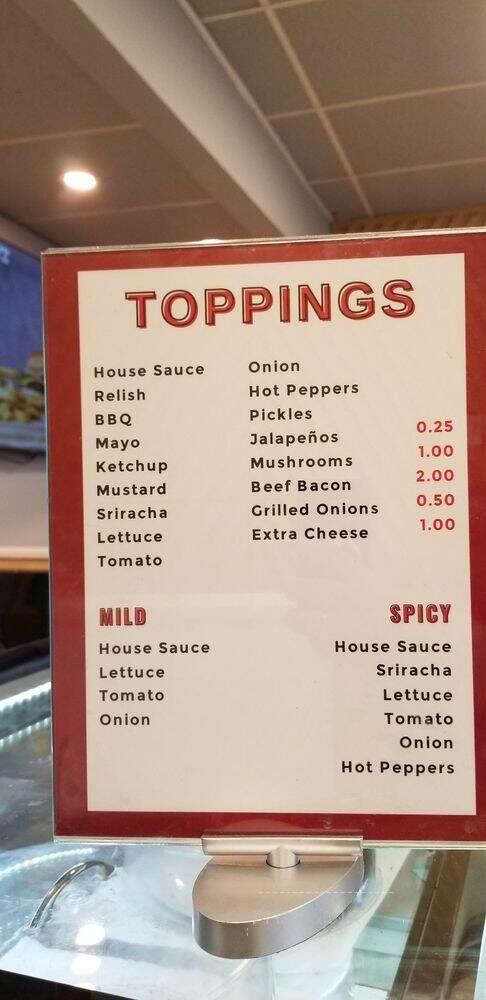 TOPPINGS
House Sauce
Relish
BBQ
Mayo
Ketchup
Mustard
Sriracha
Lettuce
Tomato
Onion
Hot Peppers
Pickles
Jalapeños 0.25
Mushrooms 1.00
Beef Bacon 2.00
Grilled Onions 0.50
Extra Cheese 1.00
MILD
House Sauce
Lettuce
Tomato
Onion
SPICY
House Sauce
Sriracha
Lettuce
Tomato
Onion
Hot Peppers